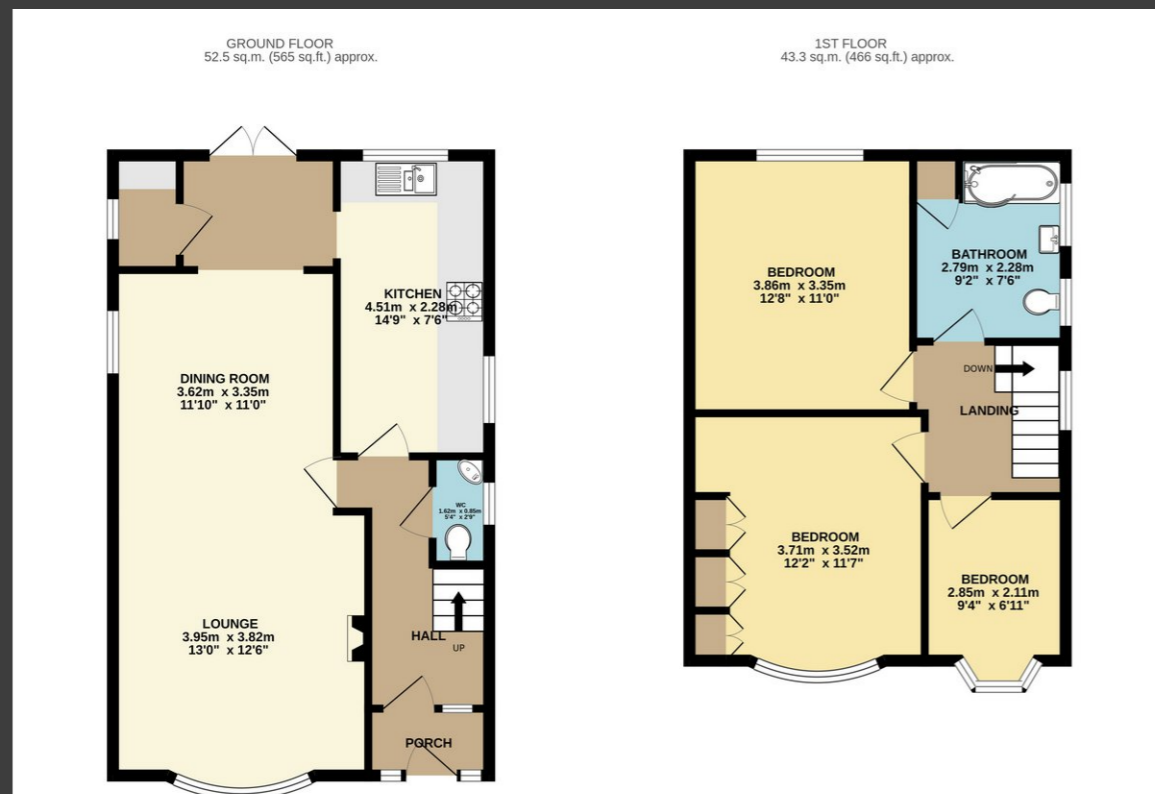 GROUND FLOOR
52.5 sq.m. (565 sq.ft.) approx.
1ST FLOOR
43.3 sq.m. (466 sq.ft.) approx.
KITCHEN
4.51m x 2.28m
14'9" x 7'6"
DINING ROOM
3.62m x 3.35m
11'10" x 11'0"
WC
1.62m x 0.85m
5'4" x 2'9"
LOUNGE
3.95m x 3.82m
13'0" x 12'6"
HALL
UP
PORCH
BEDROOM
3.86m x 3.35m
12'8" x 11'0"
BATHROOM
2.79m x 2.28m
9'2" x 7'6"
DOWN
LANDING
BEDROOM
3.71m x 3.52m
12'2" x 11'7"
BEDROOM
2.85m x 2.11m
9'4" x 6'11"